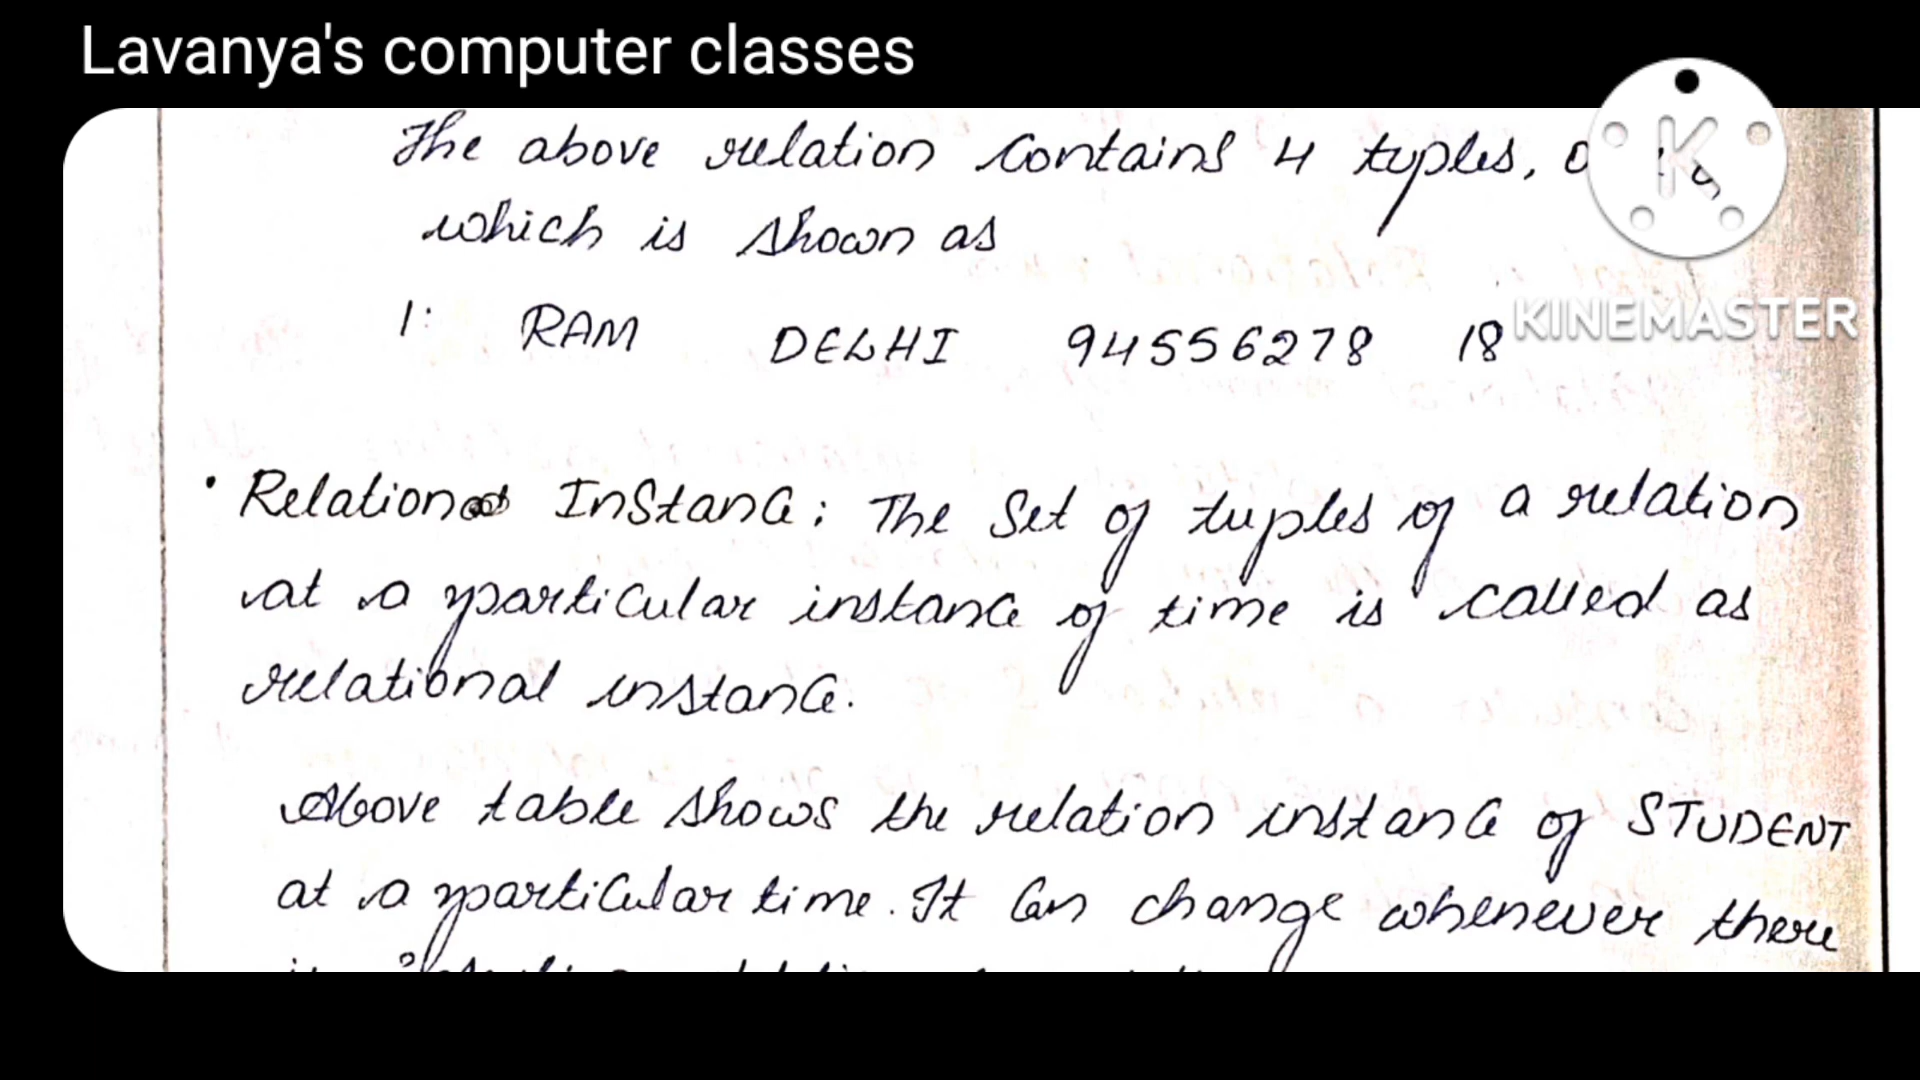 Lavanya's computer classes
The above relation contains 4 tuples,
which is shown as
KINEMASTER
1: RAM DELHI 94556278 18
• Relation Instance: The set of tuples of a relation
at a particular instance of time is called as
relational instance.
Above table shows the relation instance of STUDENT
at a particular time. It can change whenever there